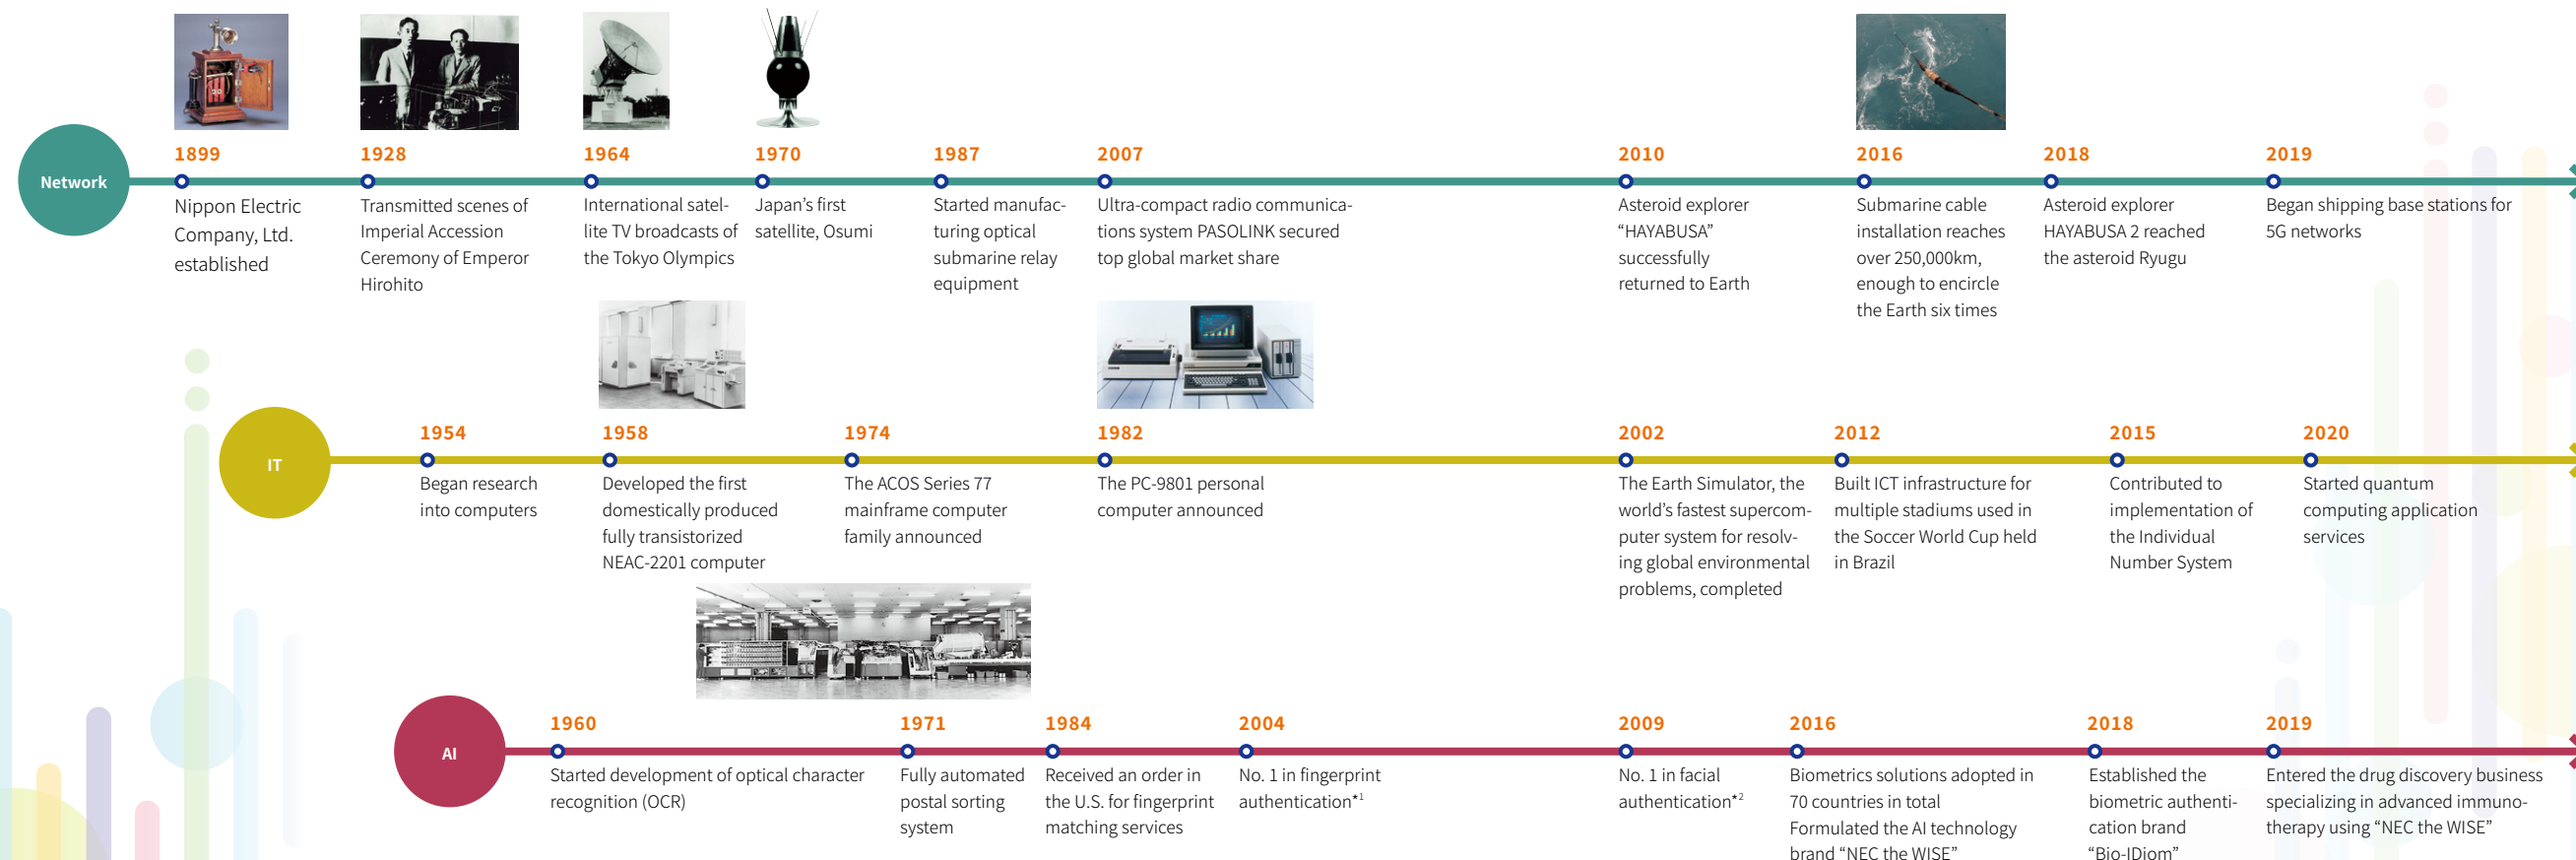 Network
1899
Nippon Electric
Company, Ltd.
established
1928
Transmitted scenes of
Imperial Accession
Ceremony of Emperor
Hirohito
1964
International satel-
lite TV broadcasts of
the Tokyo Olympics
1970
Japan’s first
satellite, Osumi
1987
Started manufac-
turing optical
submarine relay
equipment
2007
Ultra-compact radio communica-
tions system PASOLINK secured
top global market share
2010
Asteroid explorer
“HAYABUSA”
successfully
returned to Earth
2016
Submarine cable
installation reaches
over 250,000km,
enough to encircle
the Earth six times
2018
Asteroid explorer
HAYABUSA 2 reached
the asteroid Ryugu
2019
Began shipping base stations for
5G networks
IT
1954
Began research
into computers
1958
Developed the first
domestically produced
fully transistorized
NEAC-2201 computer
1974
The ACOS Series 77
mainframe computer
family announced
1982
The PC-9801 personal
computer announced
2002
The Earth Simulator, the
world’s fastest supercom-
puter system for resolv-
ing global environmental
problems, completed
2012
Built ICT infrastructure for
multiple stadiums used in
the Soccer World Cup held
in Brazil
2015
Contributed to
implementation of
the Individual
Number System
2020
Started quantum
computing application
services
AI
1960
Started development of optical character
recognition (OCR)
1971
Fully automated
postal sorting
system
1984
Received an order in
the U.S. for fingerprint
matching services
2004
No. 1 in fingerprint
authentication*1
2009
No. 1 in facial
authentication*2
2016
Biometrics solutions adopted in
70 countries in total
Formulated the AI technology
brand “NEC the WISE”
2018
Established the
biometric authenti-
cation brand
“Bio-IDiom”
2019
Entered the drug discovery business
specializing in advanced immuno-
therapy using “NEC the WISE”